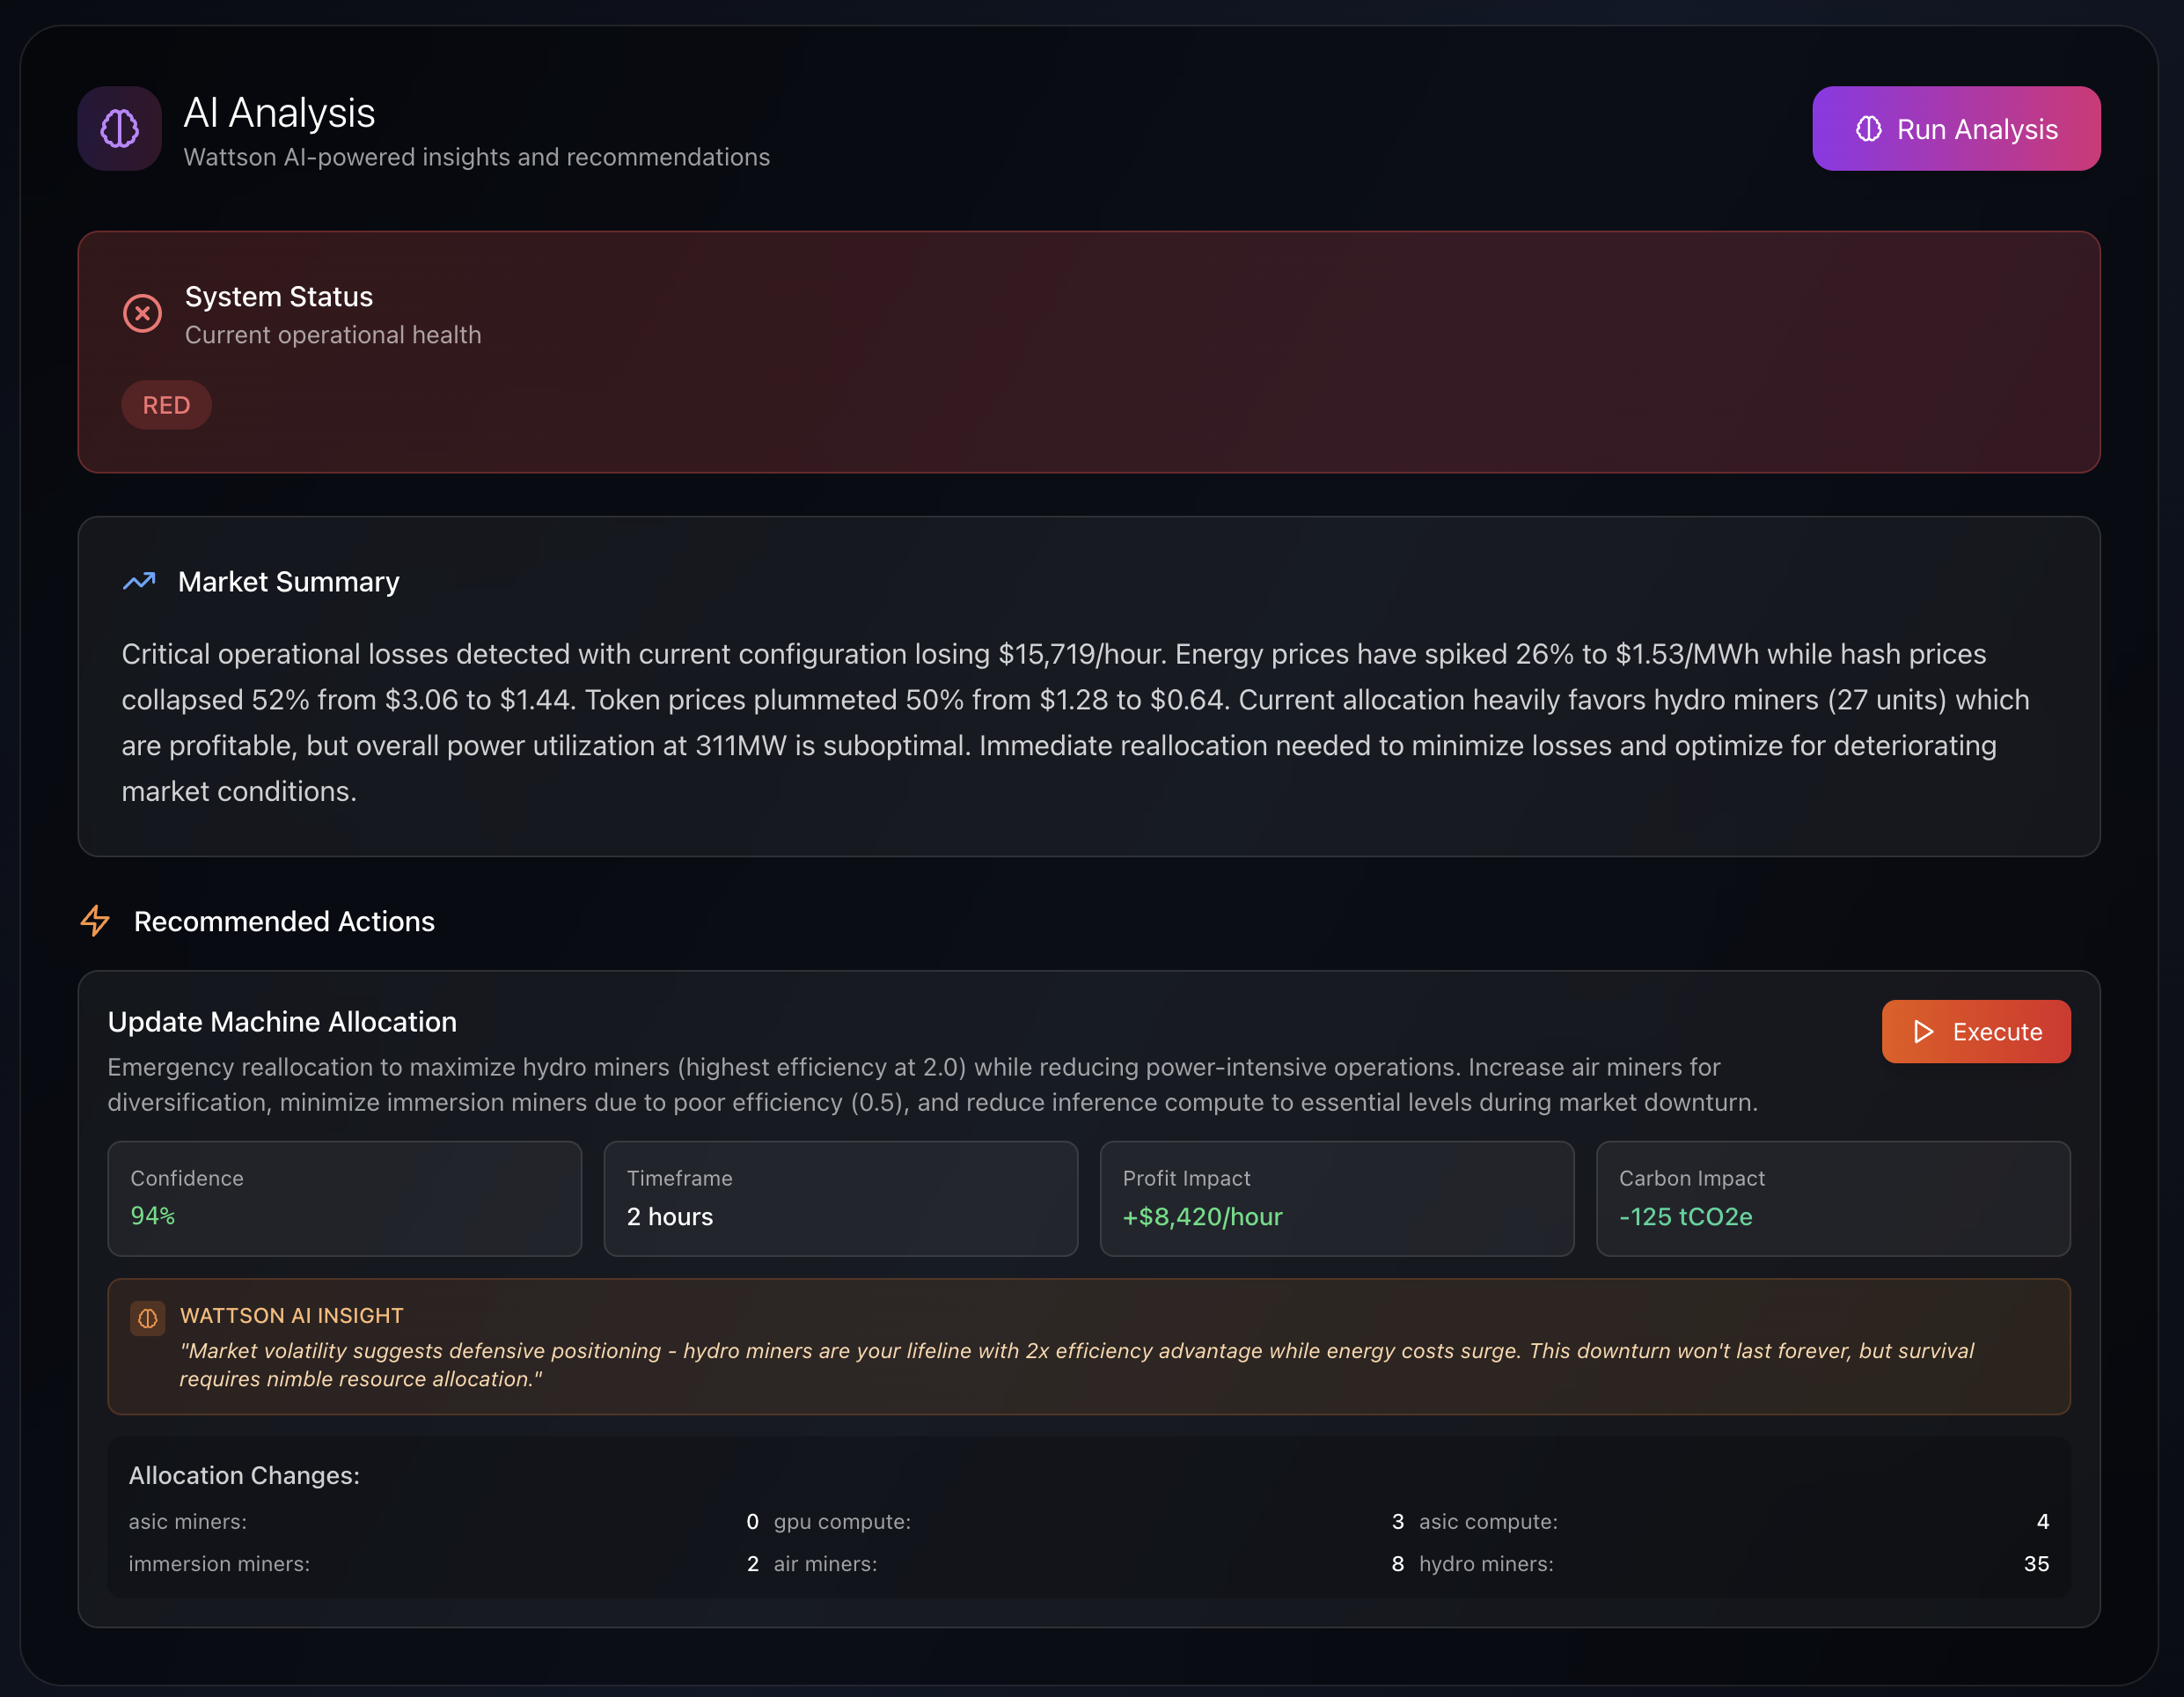 AI Analysis
Wattson AI-powered insights and recommendations
Run Analysis
System Status
Current operational health
RED
Market Summary
Critical operational losses detected with current configuration losing $15,719/hour. Energy prices have spiked 26% to $1.53/MWh while hash prices
collapsed 52% from $3.06 to $1.44. Token prices plummeted 50% from $1.28 to $0.64. Current allocation heavily favors hydro miners (27 units) which
are profitable, but overall power utilization at 311MW is suboptimal. Immediate reallocation needed to minimize losses and optimize for deteriorating
market conditions.
Recommended Actions
Update Machine Allocation
Execute
Emergency reallocation to maximize hydro miners (highest efficiency at 2.0) while reducing power-intensive operations. Increase air miners for
diversification, minimize immersion miners due to poor efficiency (0.5), and reduce inference compute to essential levels during market downturn.
Confidence
94%
Timeframe
2 hours
Profit Impact
+$8,420/hour
Carbon Impact
-125 tCO2e
WATTSON AI INSIGHT
"Market volatility suggests defensive positioning - hydro miners are your lifeline with 2x efficiency advantage while energy costs surge. This downturn won't last forever, but survival
requires nimble resource allocation."
Allocation Changes:
asic miners: 0 gpu compute: 3 asic compute: 4
immersion miners: 2 air miners: 8 hydro miners: 35